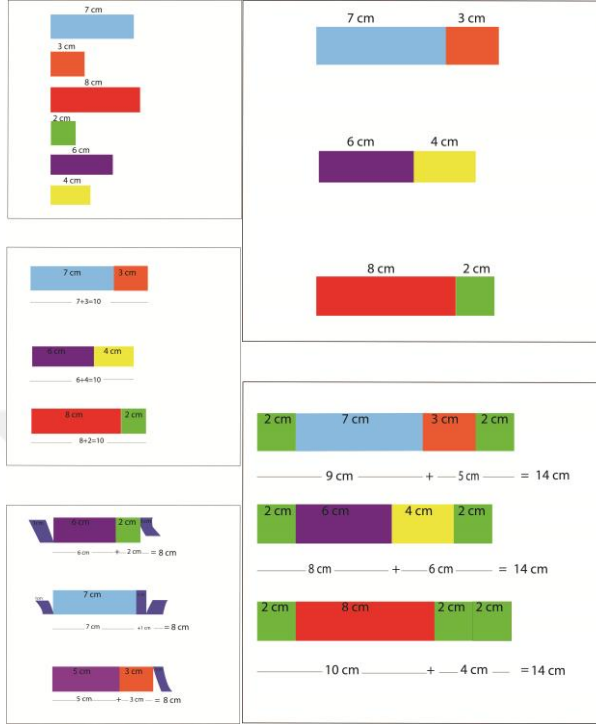 7 cm
3 cm
8 cm
2 cm
6 cm
4 cm
7 cm 3 cm
6 cm 4 cm
8 cm 2 cm
7 cm 3 cm
7+3=10
6 cm 4 cm
6+4=10
8 cm 2 cm
8+2=10
2 cm 7 cm 3 cm 2 cm
9 cm + 5 cm = 14 cm
2 cm 6 cm 4 cm 2 cm
8 cm + 6 cm = 14 cm
2 cm 8 cm 2 cm 2 cm
10 cm + 4 cm =14 cm
6 cm 2 cm
6 cm + 2 cm = 8 cm
7 cm
7 cm +1 cm = 8 cm
5 cm 3 cm
5 cm + 3 cm = 8 cm